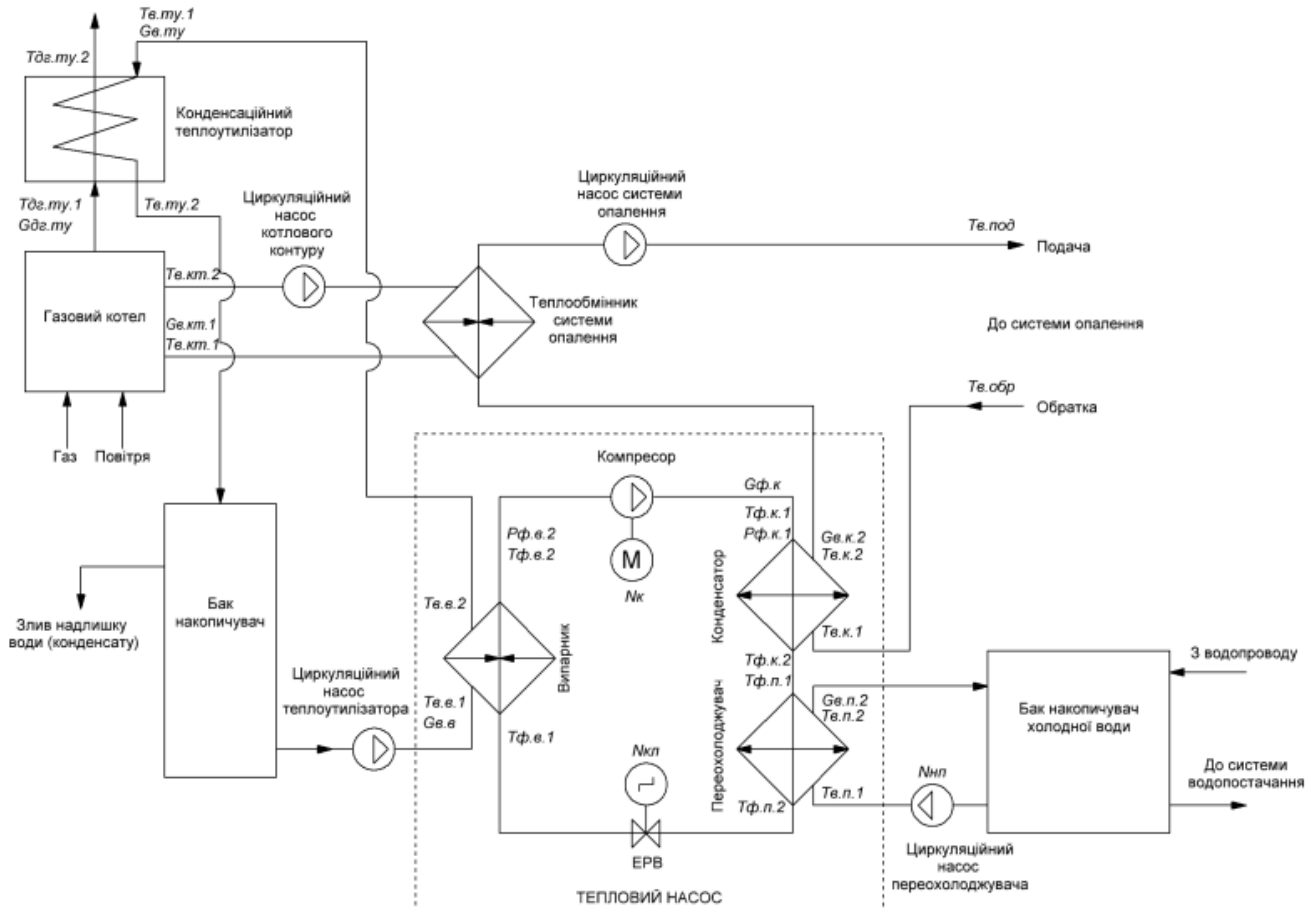 Тв.ту.1
Gв.ту
Тдг.ту.2
Конденсаційний
теплоутилізатор
Тдг.ту.1
Gдг.ту
Тв.ту.2
Циркуляційний
насос
котлового
контуру
Циркуляційний
насос системи
опалення
Тв.под
Подача
Тв.кт.2
Газовий котел
Gв.кт.1
Тв.кт.1
Теплообмінник
системи
опалення
До системи опалення
Тв.обр
Обратка
Газ
Повітря
Компресор
Gф.к
Тф.к.1
Рф.к.1
Рф.в.2
Тф.в.2
М
Nк
Gв.к.2
Тв.к.2
Конденсатор
Тв.к.1
Бак
накопичувач
Злив надлишку
води (конденсату)
Тв.в.2
Випарник
Циркуляційний
насос
теплоутилізатора
Тв.в.1
Gв.в
Тф.в.1
Тф.к.2
Тф.п.1
Gв.п.2
Тв.п.2
Переохолоджувач
Тв.п.1
Тф.п.2
Nкл
ЕРВ
ТЕПЛОВИЙ НАСОС
З водопроводу
Бак накопичувач
холодної води
До системи
водопостачання
Nнп
Циркуляційний
насос
переохолоджувача